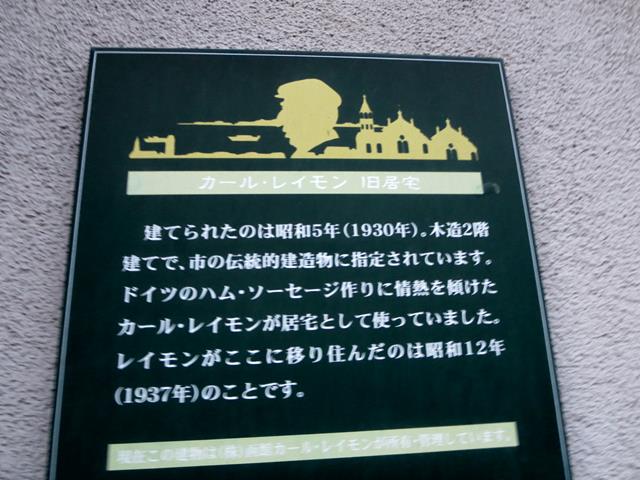 カール・レイモン 旧居宅
建てられたのは昭和5年(1930年)。木造2階
建てで、市の伝統的建造物に指定されています。
ドイツのハム・ソーセージ作りに情熱を傾けた
カール・レイモンが居宅として使っていました。
レイモンがここに移り住んだのは昭和12年
(1937年)のことです。
現在この建物は(株)函館カール・レイモンが所有・管理しています。